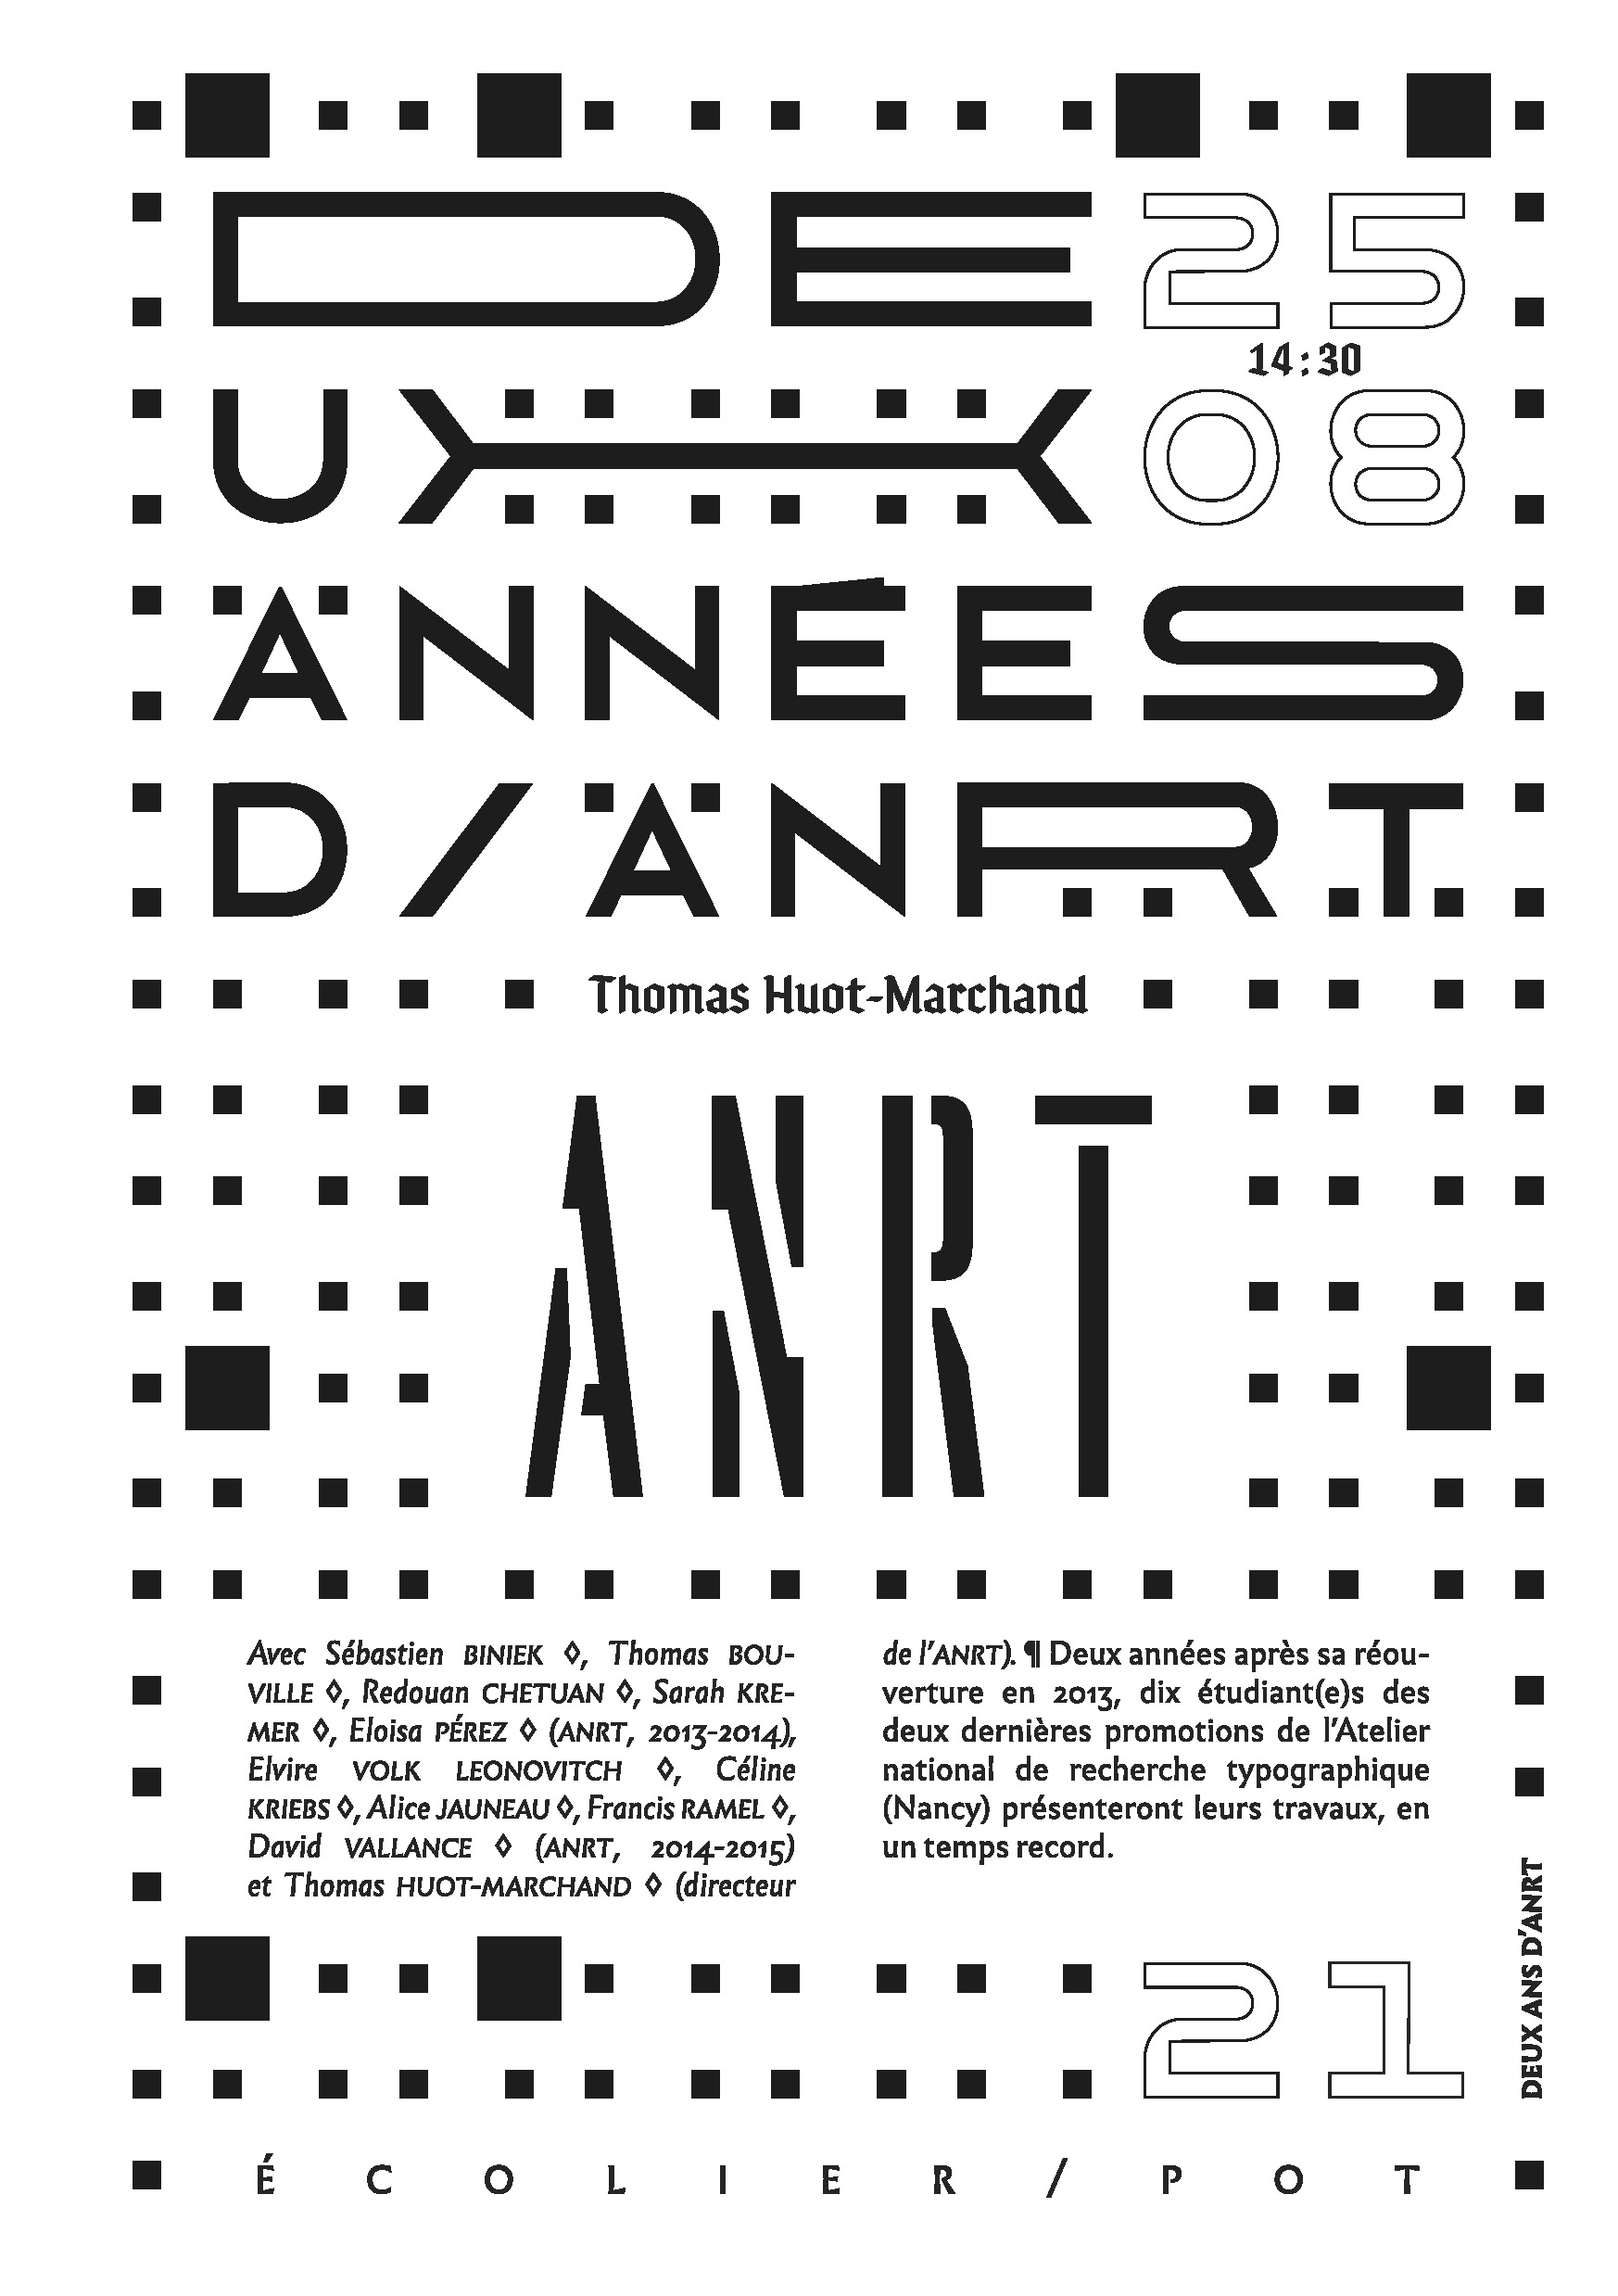 DE 25
14:30
UX 08
ÄNNÉES
D/ÄNRT
Thomas Huot-Marchand
ANRT
Avec Sébastien BINIEK ◊, Thomas BOU-
VILLE ◊, Redouan CHETUAN ◊, Sarah KRE-
MER ◊, Eloisa PÉREZ ◊ (ANRT, 2013-2014),
Elvire VOLK LEONOVITCH ◊, Céline
KRIEBS ◊, Alice JAUNEAU ◊, Francis RAMEL ◊,
David VALLANCE ◊ (ANRT, 2014-2015)
et Thomas HUOT-MARCHAND ◊ (directeur
de l'ANRT). ¶ Deux années après sa réou-
verture en 2013, dix étudiant(e)s des
deux dernières promotions de l'Atelier
national de recherche typographique
(Nancy) présenteront leurs travaux, en
un temps record.
DEUX ANS D'ANRT
21
ÉCOLIER/POT